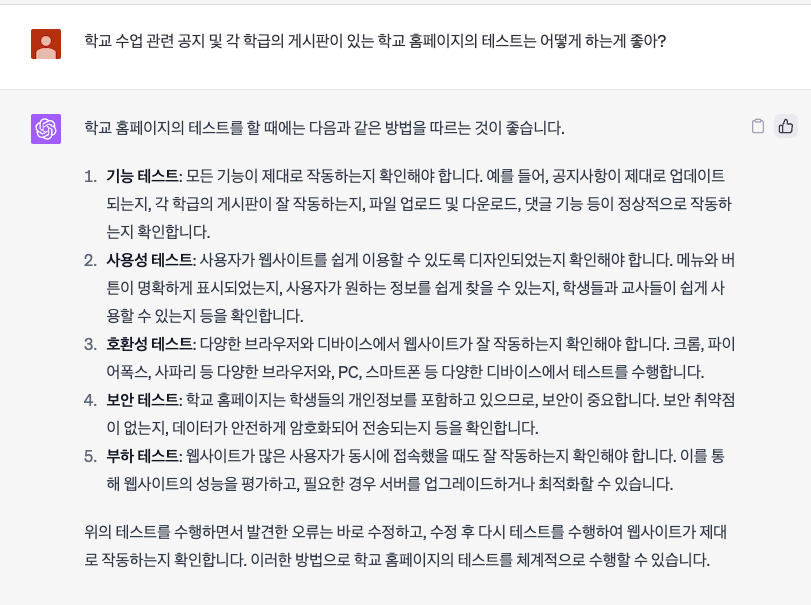 학교 수업 관련 공지 및 각 학급의 게시판이 있는 학교 홈페이지의 테스트는 어떻게 하는게 좋아?
학교 홈페이지의 테스트를 할 때에는 다음과 같은 방법을 따르는 것이 좋습니다.
1. 기능 테스트: 모든 기능이 제대로 작동하는지 확인해야 합니다. 예를 들어, 공지사항이 제대로 업데이트
되는지, 각 학급의 게시판이 잘 작동하는지, 파일 업로드 및 다운로드, 댓글 기능 등이 정상적으로 작동하
는지 확인합니다.
2. 사용성 테스트: 사용자가 웹사이트를 쉽게 이용할 수 있도록 디자인되었는지 확인해야 합니다. 메뉴와 버
튼이 명확하게 표시되었는지, 사용자가 원하는 정보를 쉽게 찾을 수 있는지, 학생들과 교사들이 쉽게 사
용할 수 있는지 등을 확인합니다.
3. 호환성 테스트: 다양한 브라우저와 디바이스에서 웹사이트가 잘 작동하는지 확인해야 합니다. 크롬, 파이
어폭스, 사파리 등 다양한 브라우저와, PC, 스마트폰 등 다양한 디바이스에서 테스트를 수행합니다.
4. 보안 테스트: 학교 홈페이지는 학생들의 개인정보를 포함하고 있으므로, 보안이 중요합니다. 보안 취약점
이 없는지, 데이터가 안전하게 암호화되어 전송되는지 등을 확인합니다.
5. 부하 테스트: 웹사이트가 많은 사용자가 동시에 접속했을 때도 잘 작동하는지 확인해야 합니다. 이를 통
해 웹사이트의 성능을 평가하고, 필요한 경우 서버를 업그레이드하거나 최적화할 수 있습니다.
위의 테스트를 수행하면서 발견한 오류는 바로 수정하고, 수정 후 다시 테스트를 수행하여 웹사이트가 제대
로 작동하는지 확인합니다. 이러한 방법으로 학교 홈페이지의 테스트를 체계적으로 수행할 수 있습니다.